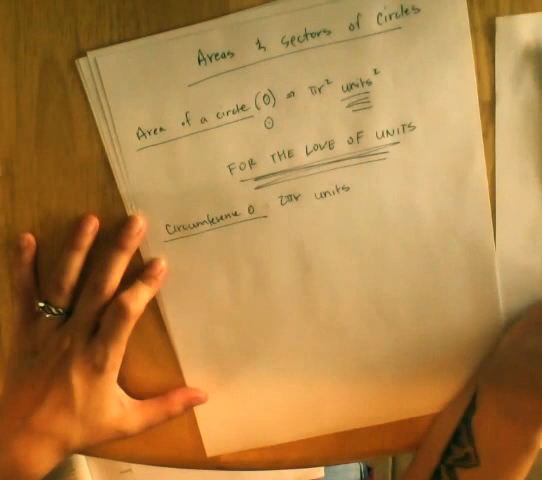 Areas & Sectors of Circles
Area of a circle (O) ⇒ πr² units²
O
FOR THE LOVE OF UNITS
Circumference O 2πr units